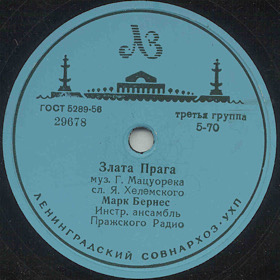 ЛЗ
ГОСТ 5289-56
третья группа
29678
5-70
Злата Прага
муз. Г. Мацуорека
сл. Я. Хелемского
Марк Бернес
Инстр. ансамбль
Пражского Радио
ЛЕНИНГРАДСКИЙ СОВНАРХОЗ·УХП